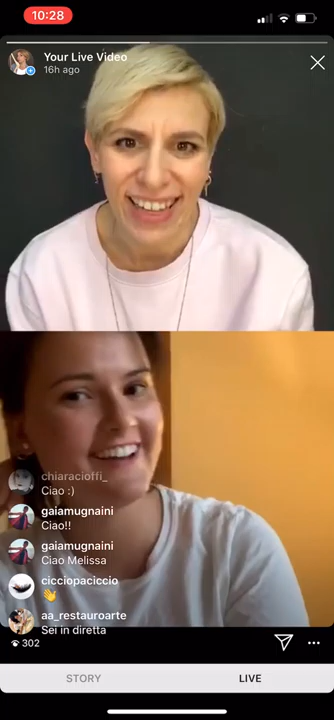 10:28
Your Live Video
16h ago
chiaracioffi_
Ciao :)
gaiamugnaini
Ciao!!
gaiamugnaini
Ciao Melissa
cicciopaciccio
👋
aa_restauroarte
Sei in diretta
302
STORY
LIVE